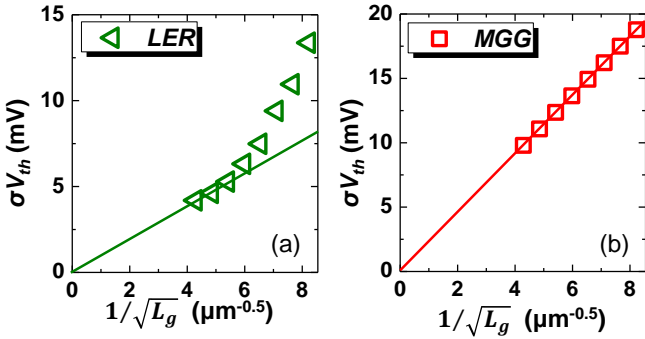 15
10
5
0
σV_th (mV)
LER
(a)
0 2 4 6 8
1/√L_g (μm^-0.5)
20
15
10
5
0
σV_th (mV)
MGG
(b)
0 2 4 6 8
1/√L_g (μm^-0.5)